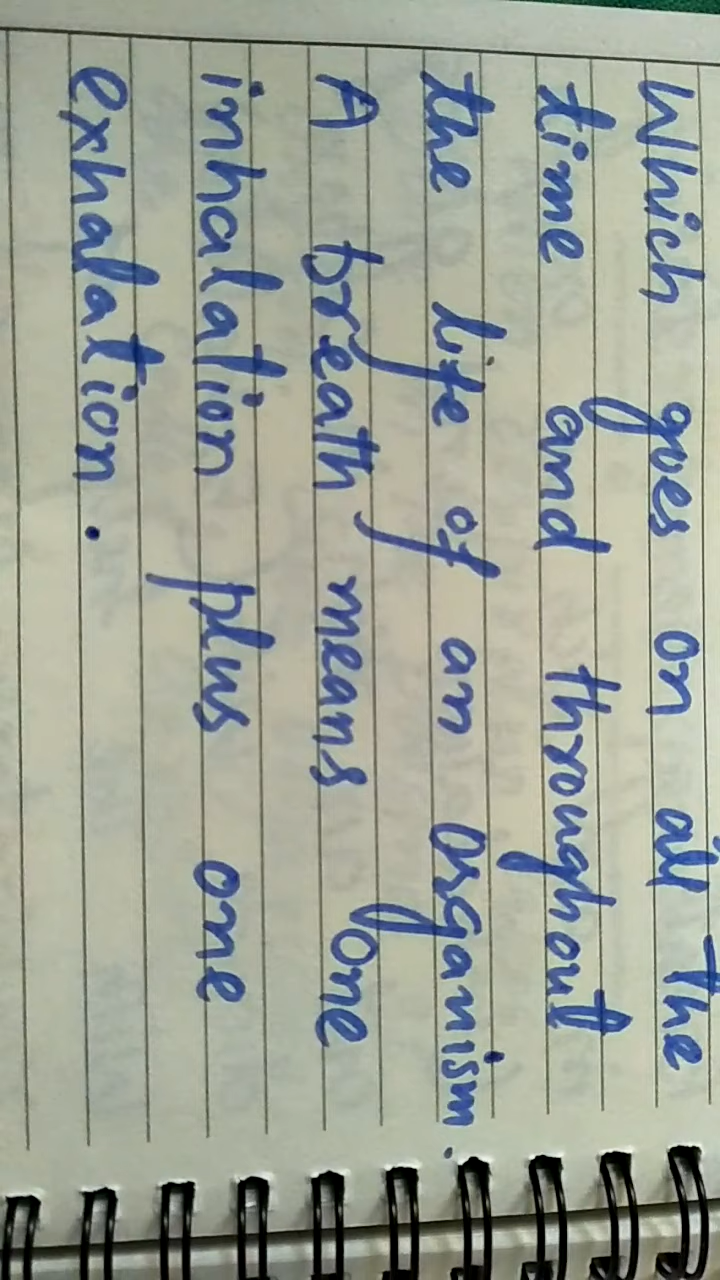 Which goes on all the
time and throughout
the life of an organism.
A breath means one
inhalation plus one
exhalation.